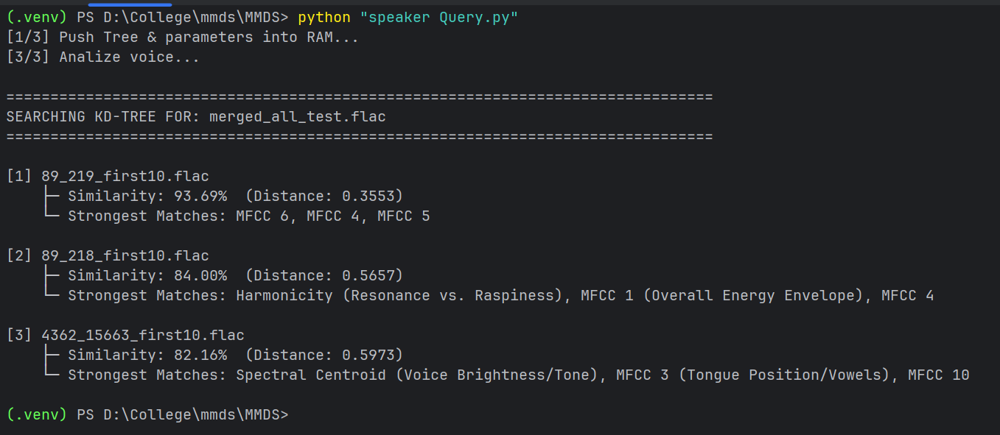 (.venv) PS D:\College\mmds\MMDS> python "speaker Query.py"
[1/3] Push Tree & parameters into RAM...
[3/3] Analize voice...
================================================================================
SEARCHING KD-TREE FOR: merged_all_test.flac
================================================================================
[1] 89_219_first10.flac
    ├─ Similarity: 93.69%  (Distance: 0.3553)
    └─ Strongest Matches: MFCC 6, MFCC 4, MFCC 5
[2] 89_218_first10.flac
    ├─ Similarity: 84.00%  (Distance: 0.5657)
    └─ Strongest Matches: Harmonicity (Resonance vs. Raspiness), MFCC 1 (Overall Energy Envelope), MFCC 4
[3] 4362_15663_first10.flac
    ├─ Similarity: 82.16%  (Distance: 0.5973)
    └─ Strongest Matches: Spectral Centroid (Voice Brightness/Tone), MFCC 3 (Tongue Position/Vowels), MFCC 10
(.venv) PS D:\College\mmds\MMDS>